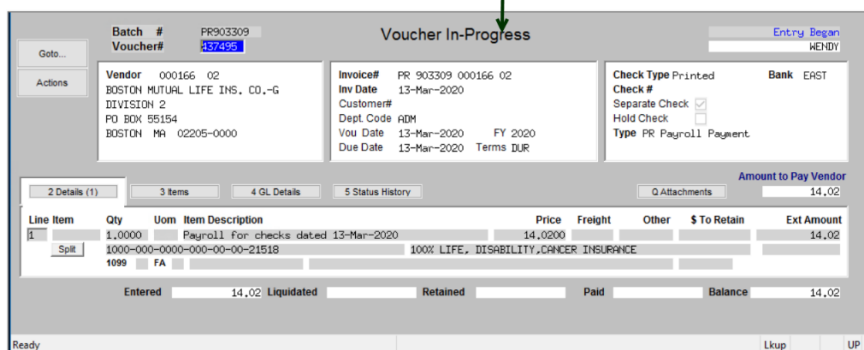 Batch # PR903309 Voucher In-Progress Entry Began
Voucher# 437495 WENDY
Goto...
Actions
Vendor 000166 02
BOSTON MUTUAL LIFE INS. CO.-G
DIVISION 2
PO BOX 55154
BOSTON MA 02205-0000
Invoice# PR 903309 000166 02
Inv Date 13-Mar-2020
Customer#
Dept. Code ADM
Vou Date 13-Mar-2020 FY 2020
Due Date 13-Mar-2020 Terms DUR
Check Type Printed Bank EAST
Check #
Separate Check
Hold Check
Type PR Payroll Payment
Amount to Pay Vendor
2 Details (1) 3 Items 4 GL Details 5 Status History Q Attachments 14.02
Line Item Qty Uom Item Description Price Freight Other $ To Retain Ext Amount
1 1.0000 Payroll for checks dated 13-Mar-2020 14.0200 14.02
Split 1000-000-0000-000-00-00-21518 100% LIFE, DISABILITY,CANCER INSURANCE
1099 FA
Entered 14.02 Liquidated Retained Paid Balance 14.02
Ready Lkup UP